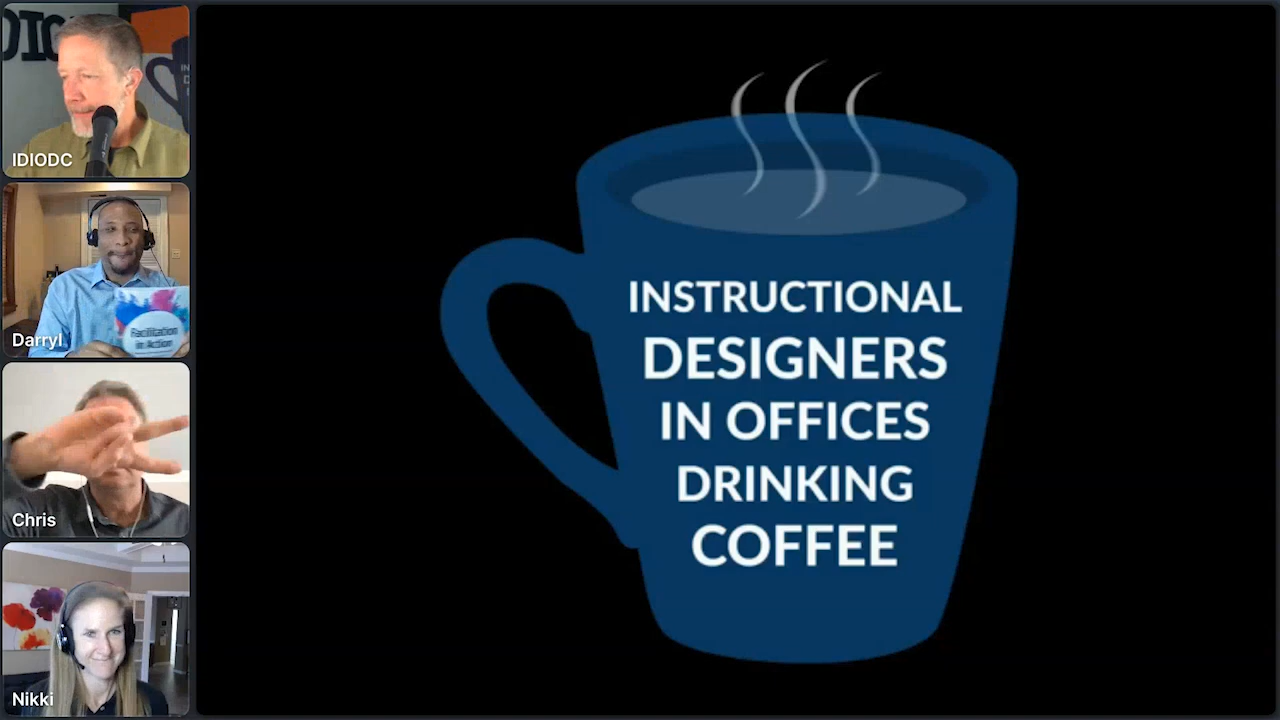 IDIODC
Darryl
Facilitation
in Action
Chris
Nikki
INSTRUCTIONAL
DESIGNERS
IN OFFICES
DRINKING
COFFEE